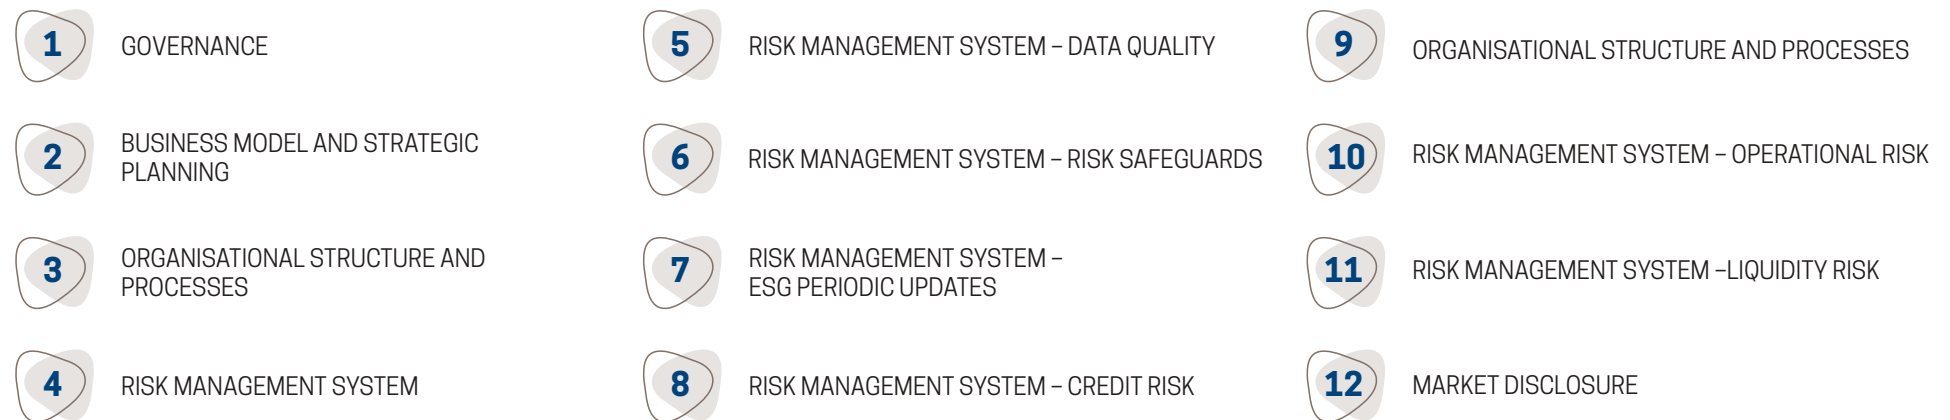 1
GOVERNANCE
2
BUSINESS MODEL AND STRATEGIC
PLANNING
3
ORGANISATIONAL STRUCTURE AND
PROCESSES
4
RISK MANAGEMENT SYSTEM
5
RISK MANAGEMENT SYSTEM – DATA QUALITY
6
RISK MANAGEMENT SYSTEM – RISK SAFEGUARDS
7
RISK MANAGEMENT SYSTEM –
ESG PERIODIC UPDATES
8
RISK MANAGEMENT SYSTEM – CREDIT RISK
9
ORGANISATIONAL STRUCTURE AND PROCESSES
10
RISK MANAGEMENT SYSTEM – OPERATIONAL RISK
11
RISK MANAGEMENT SYSTEM –LIQUIDITY RISK
12
MARKET DISCLOSURE